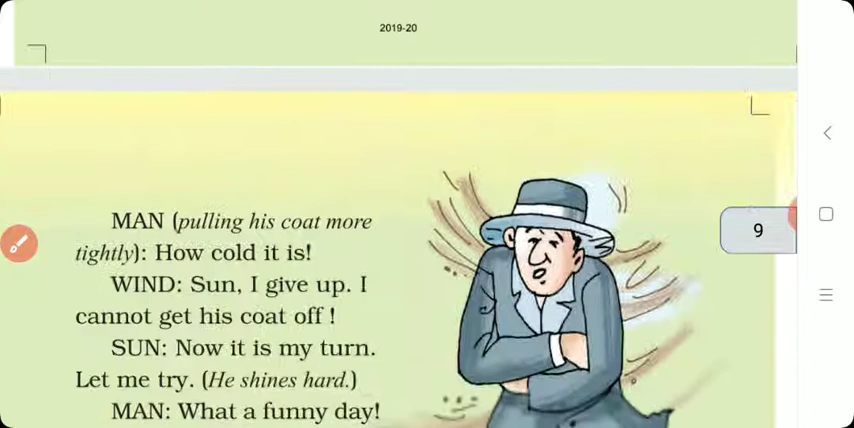 2019-20
MAN (pulling his coat more
tightly): How cold it is!
WIND: Sun, I give up. I
cannot get his coat off !
SUN: Now it is my turn.
Let me try. (He shines hard.)
MAN: What a funny day!
9